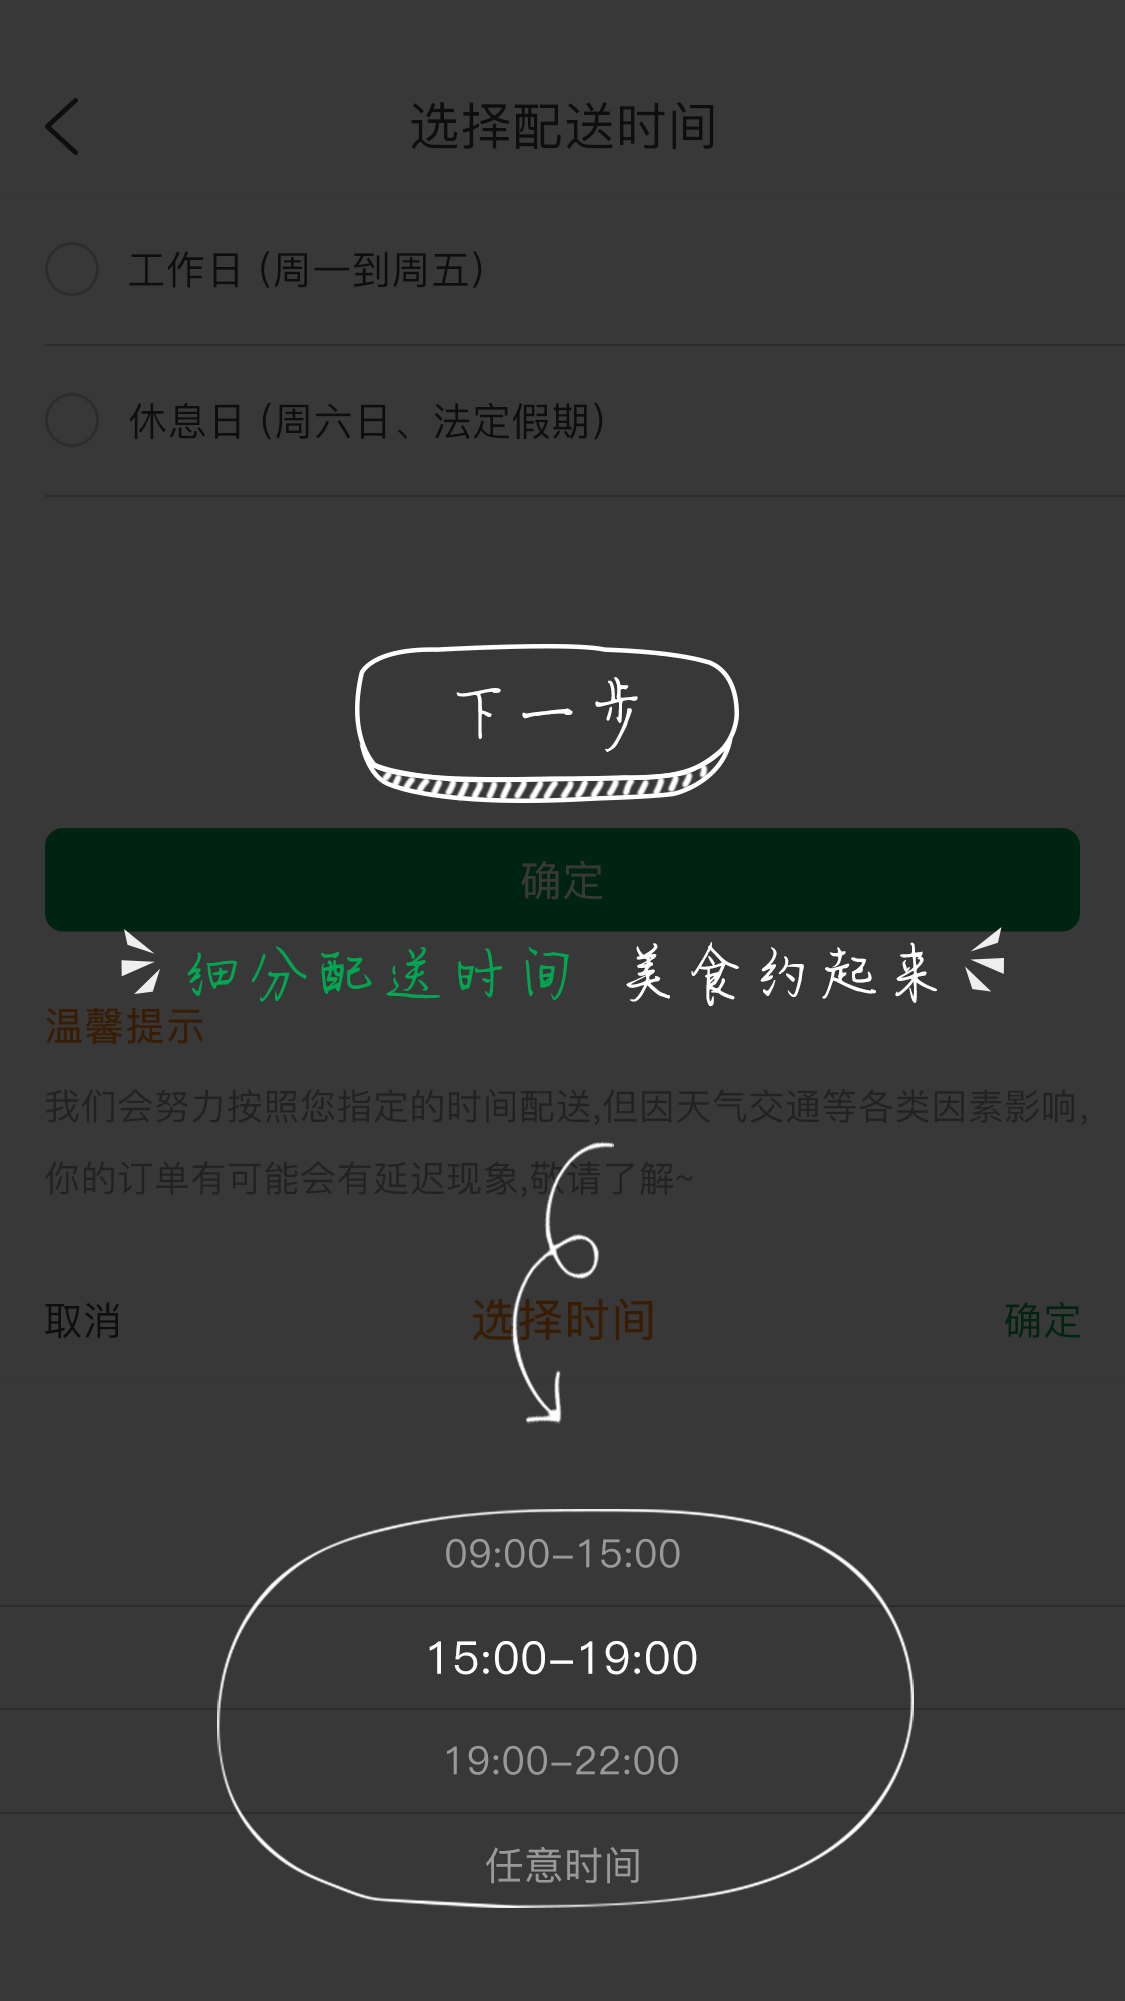 选择配送时间
工作日 (周一到周五)
休息日 (周六日、法定假期)
下一步
确定
细分配送时间 美食约起来
温馨提示
我们会努力按照您指定的时间配送,但因天气交通等各类因素影响,
你的订单有可能会有延迟现象,敬请了解~
取消 选择时间 确定
09:00-15:00
15:00-19:00
19:00-22:00
任意时间